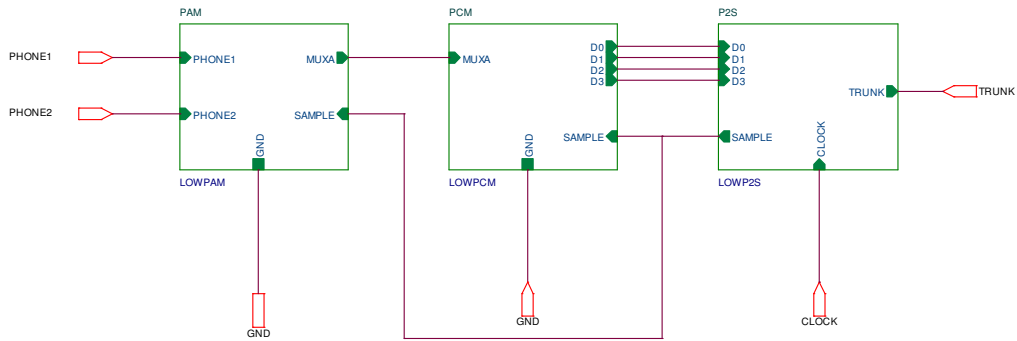 PAM
PCM
P2S
PHONE1
PHONE1
MUXA
MUXA
D0
D0
D1
D1
D2
D2
D3
D3
TRUNK
TRUNK
PHONE2
PHONE2
SAMPLE
SAMPLE
SAMPLE
GND
GND
CLOCK
LOWPAM
LOWPCM
LOWP2S
GND
GND
CLOCK